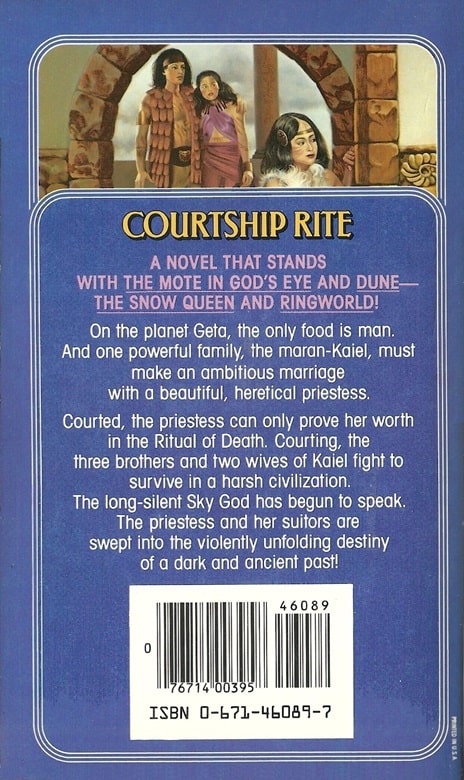 COURTSHIP RITE
A NOVEL THAT STANDS
WITH THE MOTE IN GOD'S EYE AND DUNE—
THE SNOW QUEEN AND RINGWORLD!
On the planet Geta, the only food is man.
And one powerful family, the maran-Kaiel, must
make an ambitious marriage
with a beautiful, heretical priestess.
Courted, the priestess can only prove her worth
in the Ritual of Death. Courting, the
three brothers and two wives of Kaiel fight to
survive in a harsh civilization.
The long-silent Sky God has begun to speak.
The priestess and her suitors are
swept into the violently unfolding destiny
of a dark and ancient past!
46089
0
76714 00395
ISBN 0-671-46089-7
PRINTED IN U.S.A.